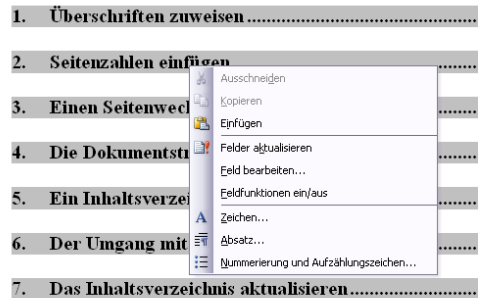 1. Überschriften zuweisen
2. Seitenzahlen einfügen
3. Einen Seitenwec
4. Die Dokumentstr
5. Ein Inhaltsverzei
6. Der Umgang mit
7. Das Inhaltsverzeichnis aktualisieren
Ausschneiden
Kopieren
Einfügen
Felder aktualisieren
Feld bearbeiten...
Feldfunktionen ein/aus
Zeichen...
Absatz...
Nummerierung und Aufzählungszeichen...